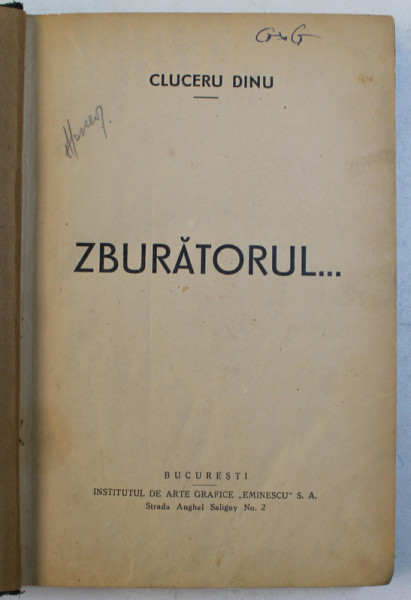 CLUCERU DINU
ZBURĂTORUL...
BUCUREȘTI
INSTITUTUL DE ARTE GRAFICE „EMINESCU" S. A.
Strada Anghel Saligny No. 2